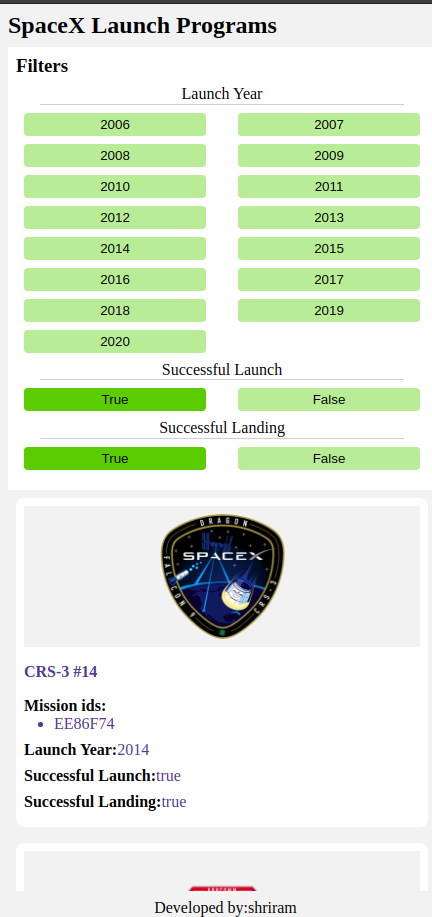 SpaceX Launch Programs
Filters
Launch Year
2006 2007
2008 2009
2010 2011
2012 2013
2014 2015
2016 2017
2018 2019
2020
Successful Launch
True False
Successful Landing
True False
DRAGON
SPACEX
FALCON 9
CRS-3
CRS-3 #14
Mission ids:
EE86F74
Launch Year:2014
Successful Launch:true
Successful Landing:true
Developed by:shriram